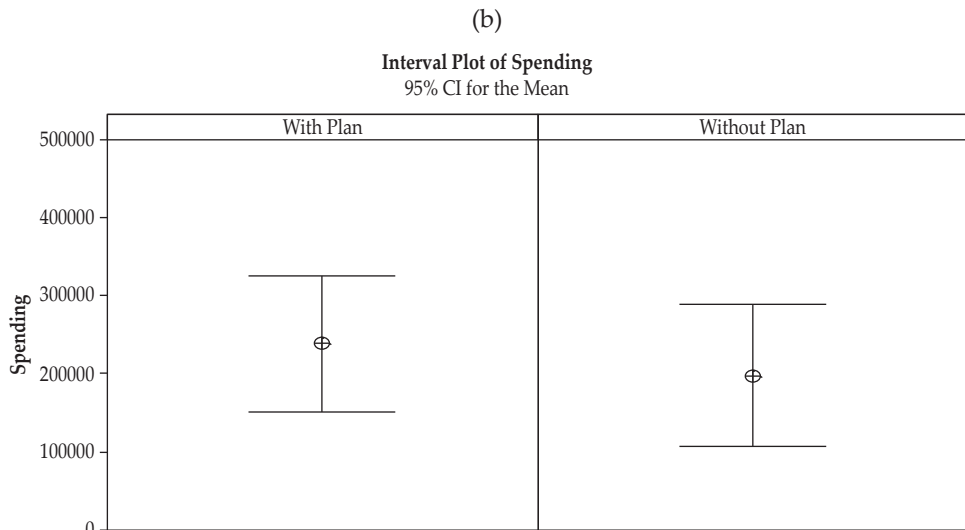 (b)
Interval Plot of Spending
95% CI for the Mean
With Plan
Without Plan
500000
400000
300000
200000
100000
0
Spending